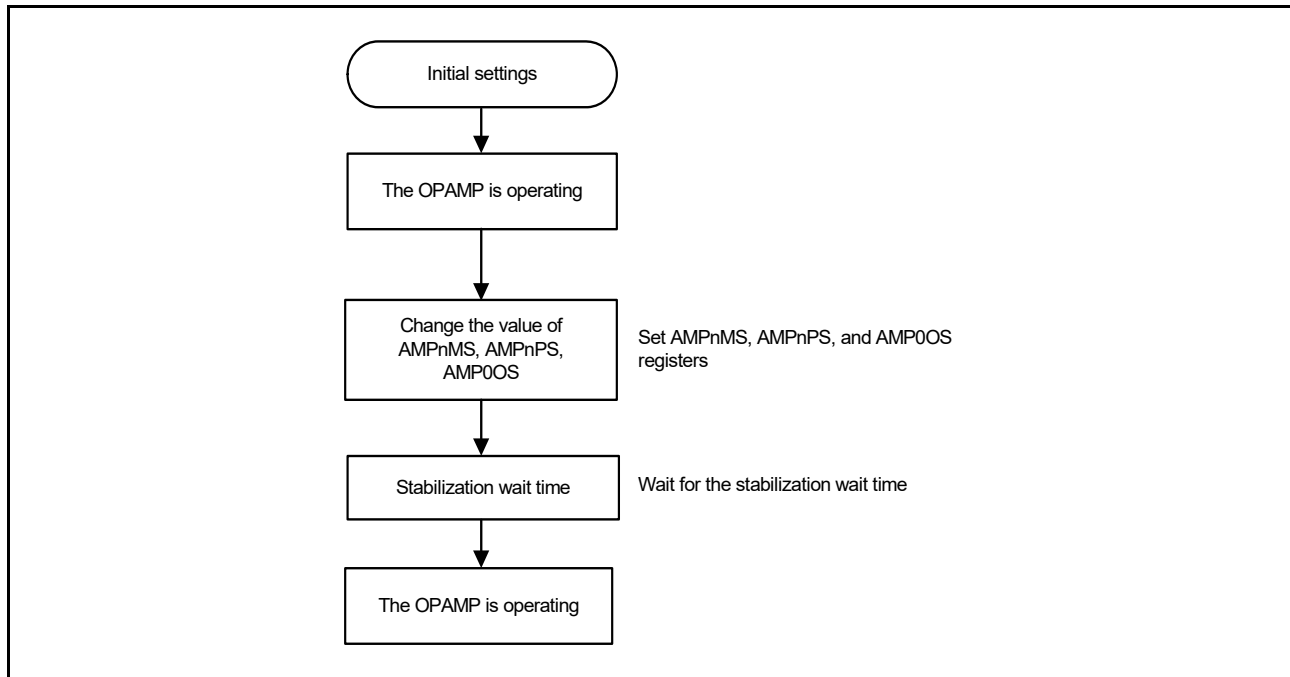 Initial settings
The OPAMP is operating
Change the value of
AMPnMS, AMPnPS,
AMP0OS
Set AMPnMS, AMPnPS, and AMP0OS
registers
Stabilization wait time
Wait for the stabilization wait time
The OPAMP is operating